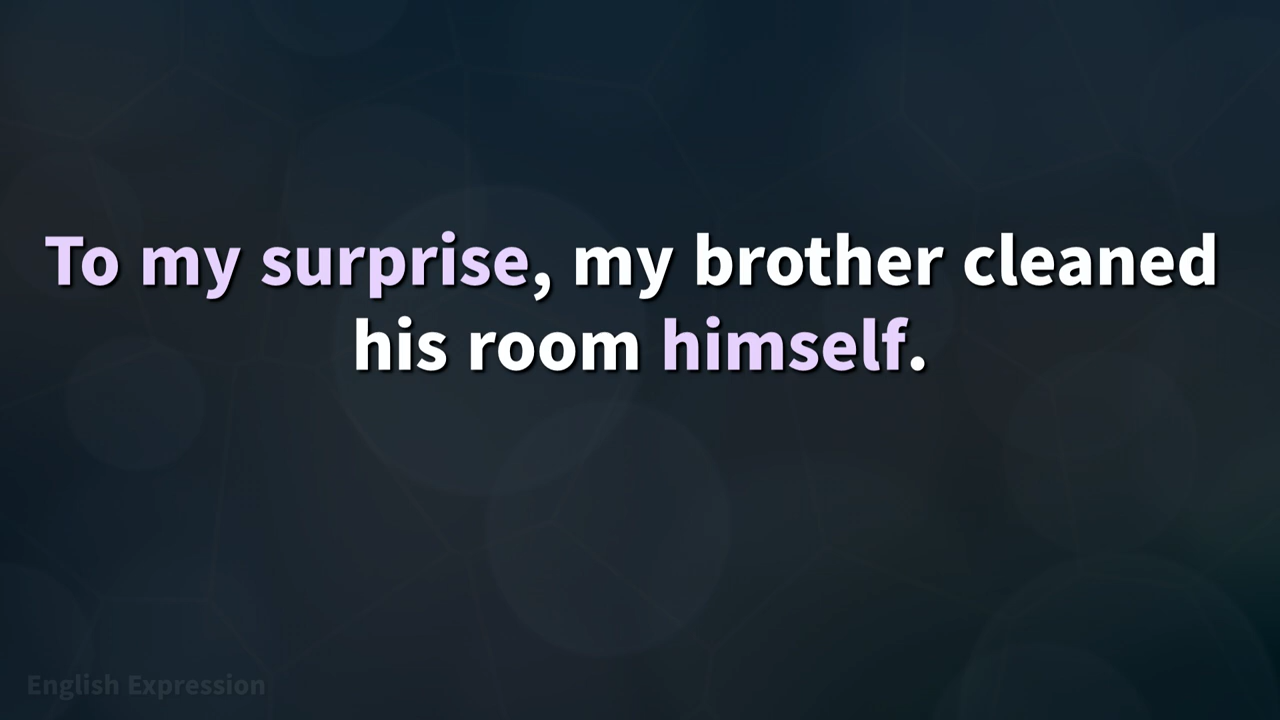 To my surprise, my brother cleaned
his room himself.
English Expression